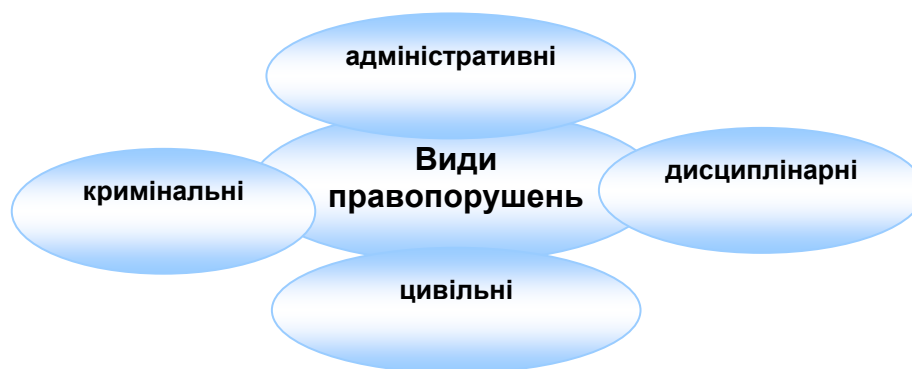 адміністративні
Види
правопорушень
кримінальні
дисциплінарні
цивільні